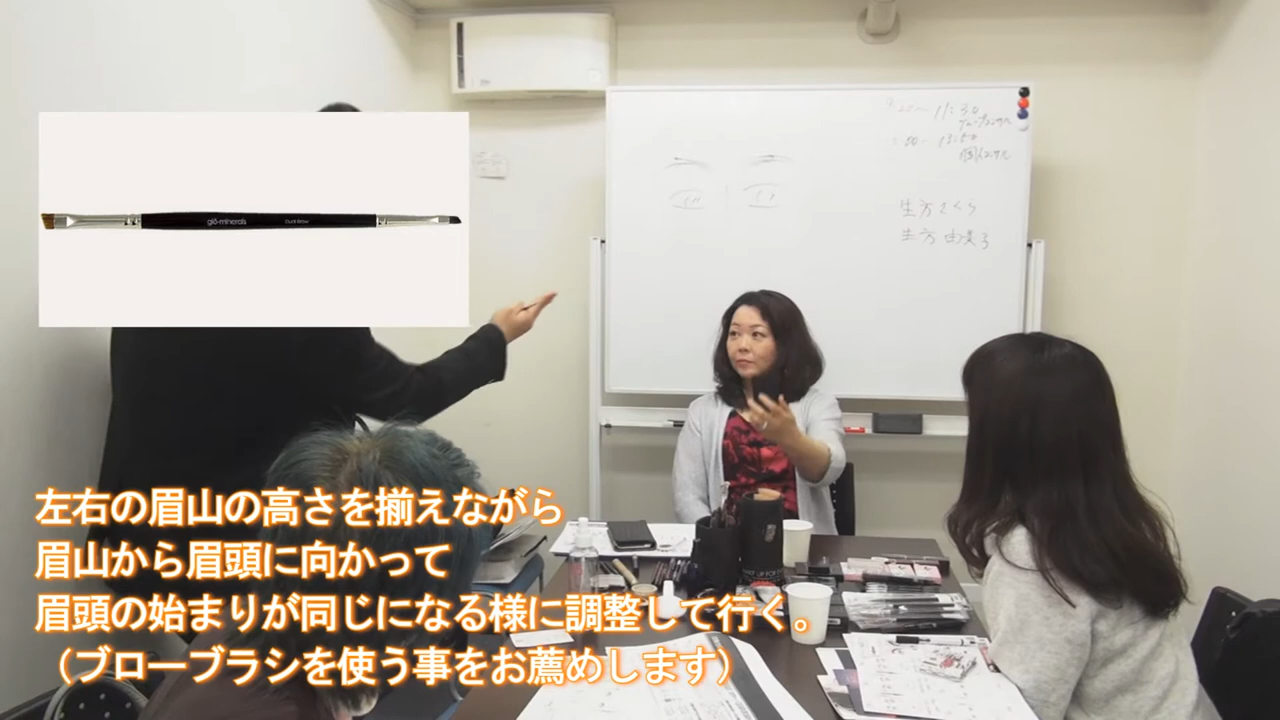 glō·minerals
11:30
生方さくら
生方 由美子
左右の眉山の高さを揃えながら
眉山から眉頭に向かって
眉頭の始まりが同じになる様に調整して行く。
（ブローブラシを使う事をお薦めします）